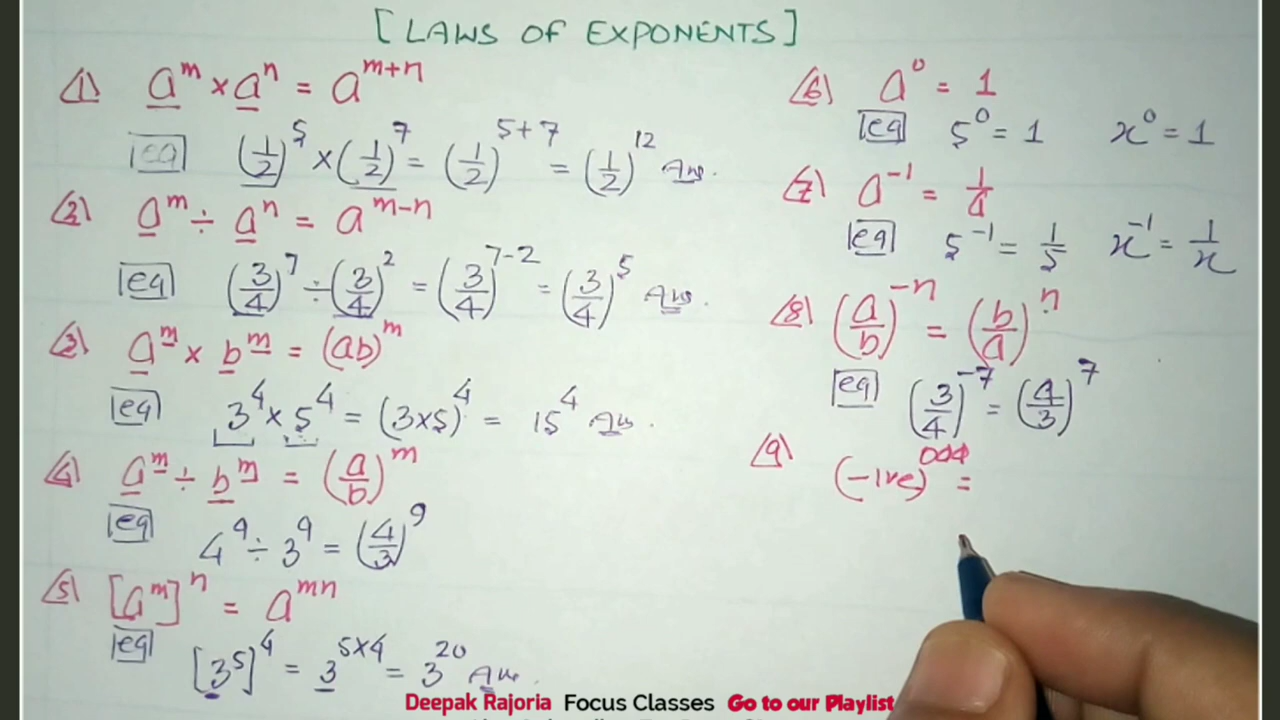 [LAWS OF EXPONENTS]
(1) a^m × a^n = a^{m+n}
eg (1/2)^5 × (1/2)^7 = (1/2)^{5+7} = (1/2)^{12} Ans.
(2) a^m ÷ a^n = a^{m-n}
eg (3/4)^7 ÷ (3/4)^2 = (3/4)^{7-2} = (3/4)^5 Ans.
(3) a^m × b^m = (ab)^m
eg 3^4 × 5^4 = (3×5)^4 = 15^4 Ans.
(4) a^m ÷ b^m = (a/b)^m
eg
4^9 ÷ 3^9 = (4/3)^9
(5) [a^m]^n = a^{mn}
eg [3^5]^4 = 3^{5×4} = 3^{20} Ans.
(6) a^0 = 1
eg 5^0 = 1 x^0 = 1
(7) a^{-1} = 1/a
eg 5^{-1} = 1/5 x^{-1} = 1/x
(8) (a/b)^{-n} = (b/a)^n
eg (3/4)^{-7} = (4/3)^7
(9) (-ive)^{odd} =
Deepak Rajoria Focus Classes Go to our Playlist